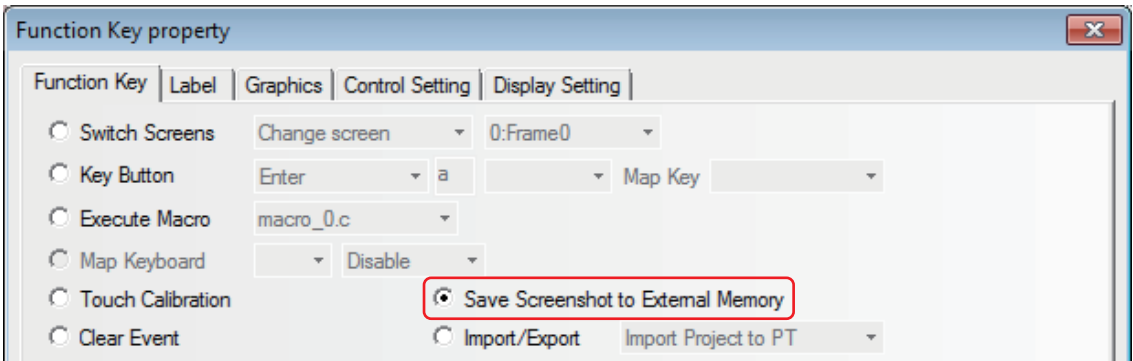 Function Key property
Function Key Label Graphics Control Setting Display Setting
Switch Screens Change screen 0:Frame0
Key Button Enter a Map Key
Execute Macro macro_0.c
Map Keyboard Disable
Touch Calibration Save Screenshot to External Memory
Clear Event Import/Export Import Project to PT